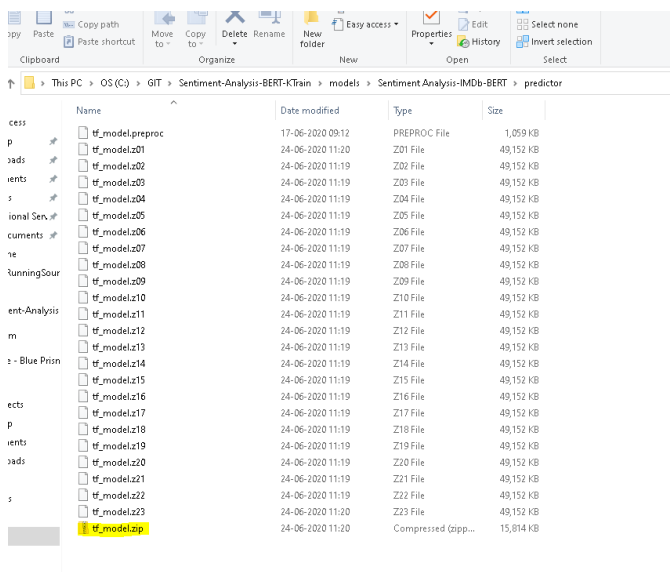 opy Paste Copy path Paste shortcut Move to Copy to Delete Rename New folder Easy access Properties Edit History Select none Invert selection
Clipboard Organize New Open Select
This PC > OS (C:) > GIT > Sentiment-Analysis-BERT-KTrain > models > Sentiment Analysis-IMDb-BERT > predictor
Name Date modified Type Size
tf_model.preproc 17-06-2020 09:12 PREPROC File 1,059 KB
cess tf_model.z01 24-06-2020 11:20 Z01 File 49,152 KB
p tf_model.z02 24-06-2020 11:19 Z02 File 49,152 KB
oads tf_model.z03 24-06-2020 11:19 Z03 File 49,152 KB
ents tf_model.z04 24-06-2020 11:19 Z04 File 49,152 KB
s tf_model.z05 24-06-2020 11:19 Z05 File 49,152 KB
ional Serv tf_model.z06 24-06-2020 11:19 Z06 File 49,152 KB
cuments tf_model.z07 24-06-2020 11:19 Z07 File 49,152 KB
ne tf_model.z08 24-06-2020 11:19 Z08 File 49,152 KB
RunningSour tf_model.z09 24-06-2020 11:19 Z09 File 49,152 KB
tf_model.z10 24-06-2020 11:19 Z10 File 49,152 KB
ent-Analysis tf_model.z11 24-06-2020 11:19 Z11 File 49,152 KB
tf_model.z12 24-06-2020 11:19 Z12 File 49,152 KB
m tf_model.z13 24-06-2020 11:19 Z13 File 49,152 KB
e - Blue Prisn tf_model.z14 24-06-2020 11:19 Z14 File 49,152 KB
tf_model.z15 24-06-2020 11:19 Z15 File 49,152 KB
tf_model.z16 24-06-2020 11:19 Z16 File 49,152 KB
ects tf_model.z17 24-06-2020 11:19 Z17 File 49,152 KB
p tf_model.z18 24-06-2020 11:19 Z18 File 49,152 KB
ents tf_model.z19 24-06-2020 11:19 Z19 File 49,152 KB
oads tf_model.z20 24-06-2020 11:19 Z20 File 49,152 KB
tf_model.z21 24-06-2020 11:19 Z21 File 49,152 KB
s tf_model.z22 24-06-2020 11:19 Z22 File 49,152 KB
tf_model.z23 24-06-2020 11:20 Z23 File 49,152 KB
tf_model.zip 24-06-2020 11:20 Compressed (zipp... 15,814 KB